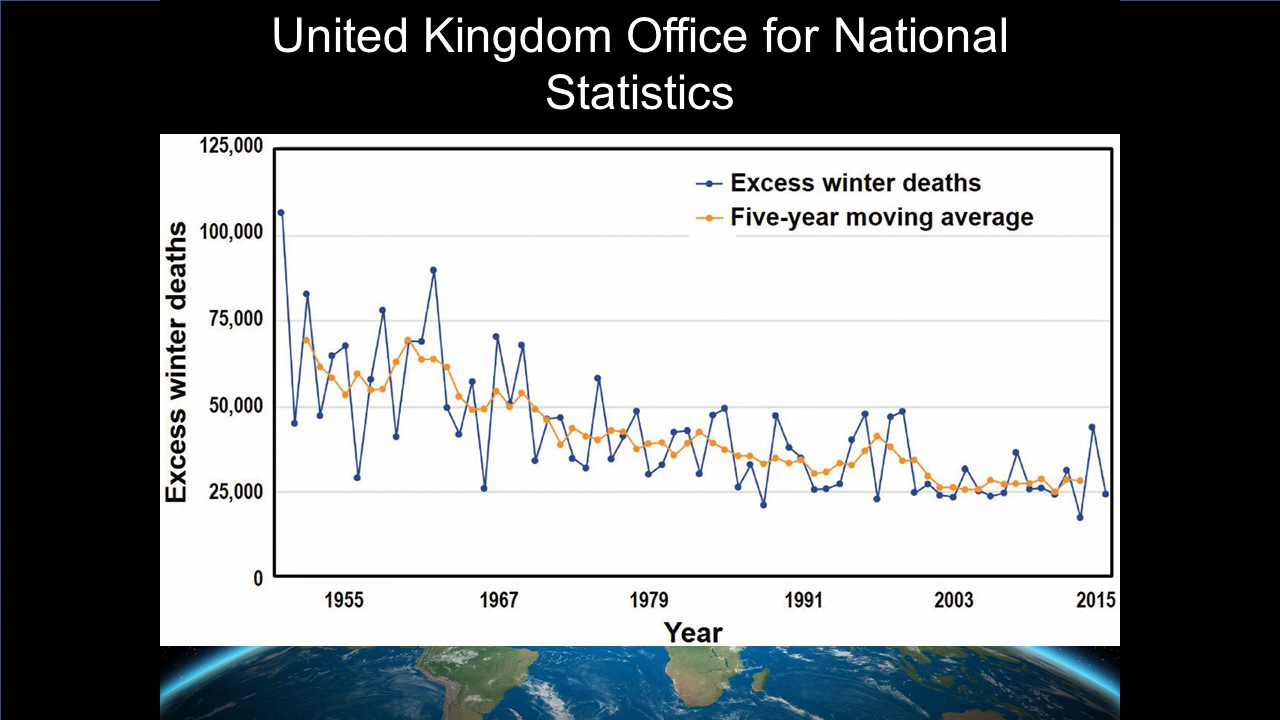 United Kingdom Office for National
Statistics
125,000
100,000
75,000
50,000
25,000
0
Excess winter deaths
Excess winter deaths
Five-year moving average
1955
1967
1979
1991
2003
2015
Year